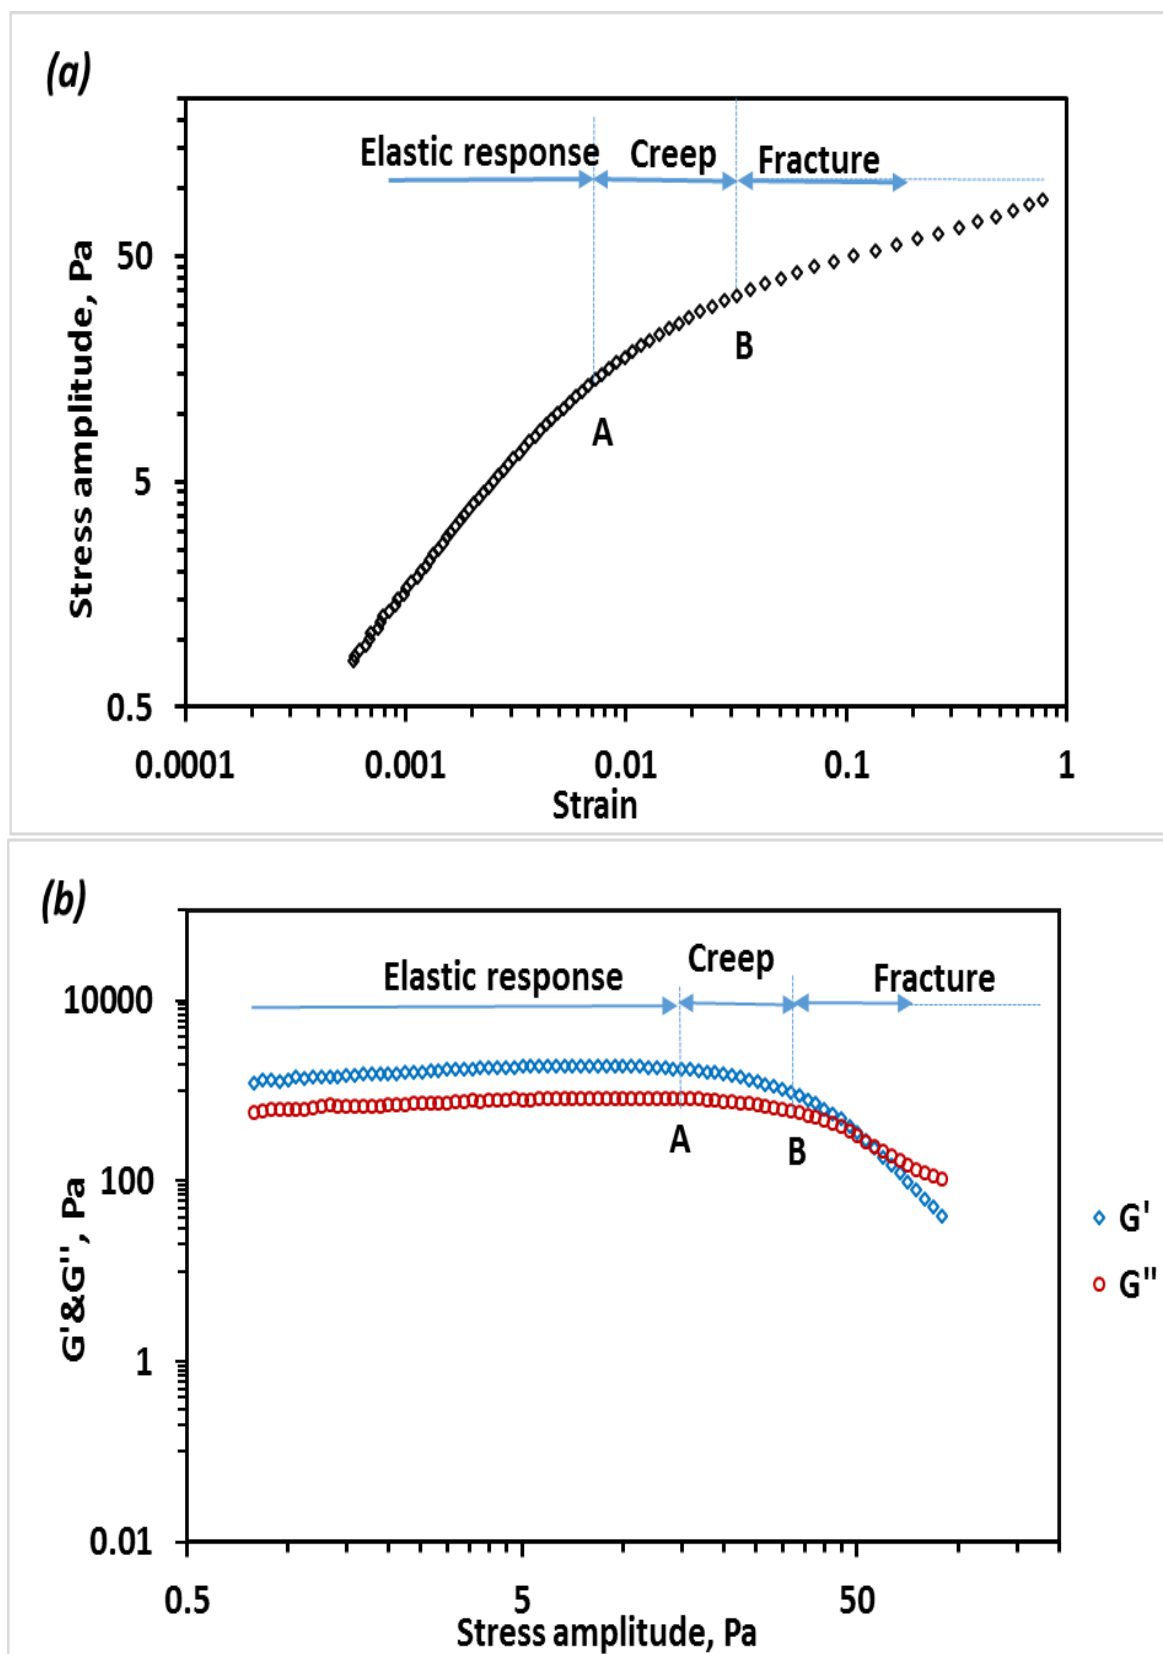 (a)
Elastic response
Creep
Fracture
Stress amplitude, Pa
50
5
0.5
A
B
0.0001
0.001
0.01
0.1
1
Strain
(b)
Elastic response
Creep
Fracture
G'&G'', Pa
10000
100
1
0.01
A
B
G'
G"
0.5
5
50
Stress amplitude, Pa